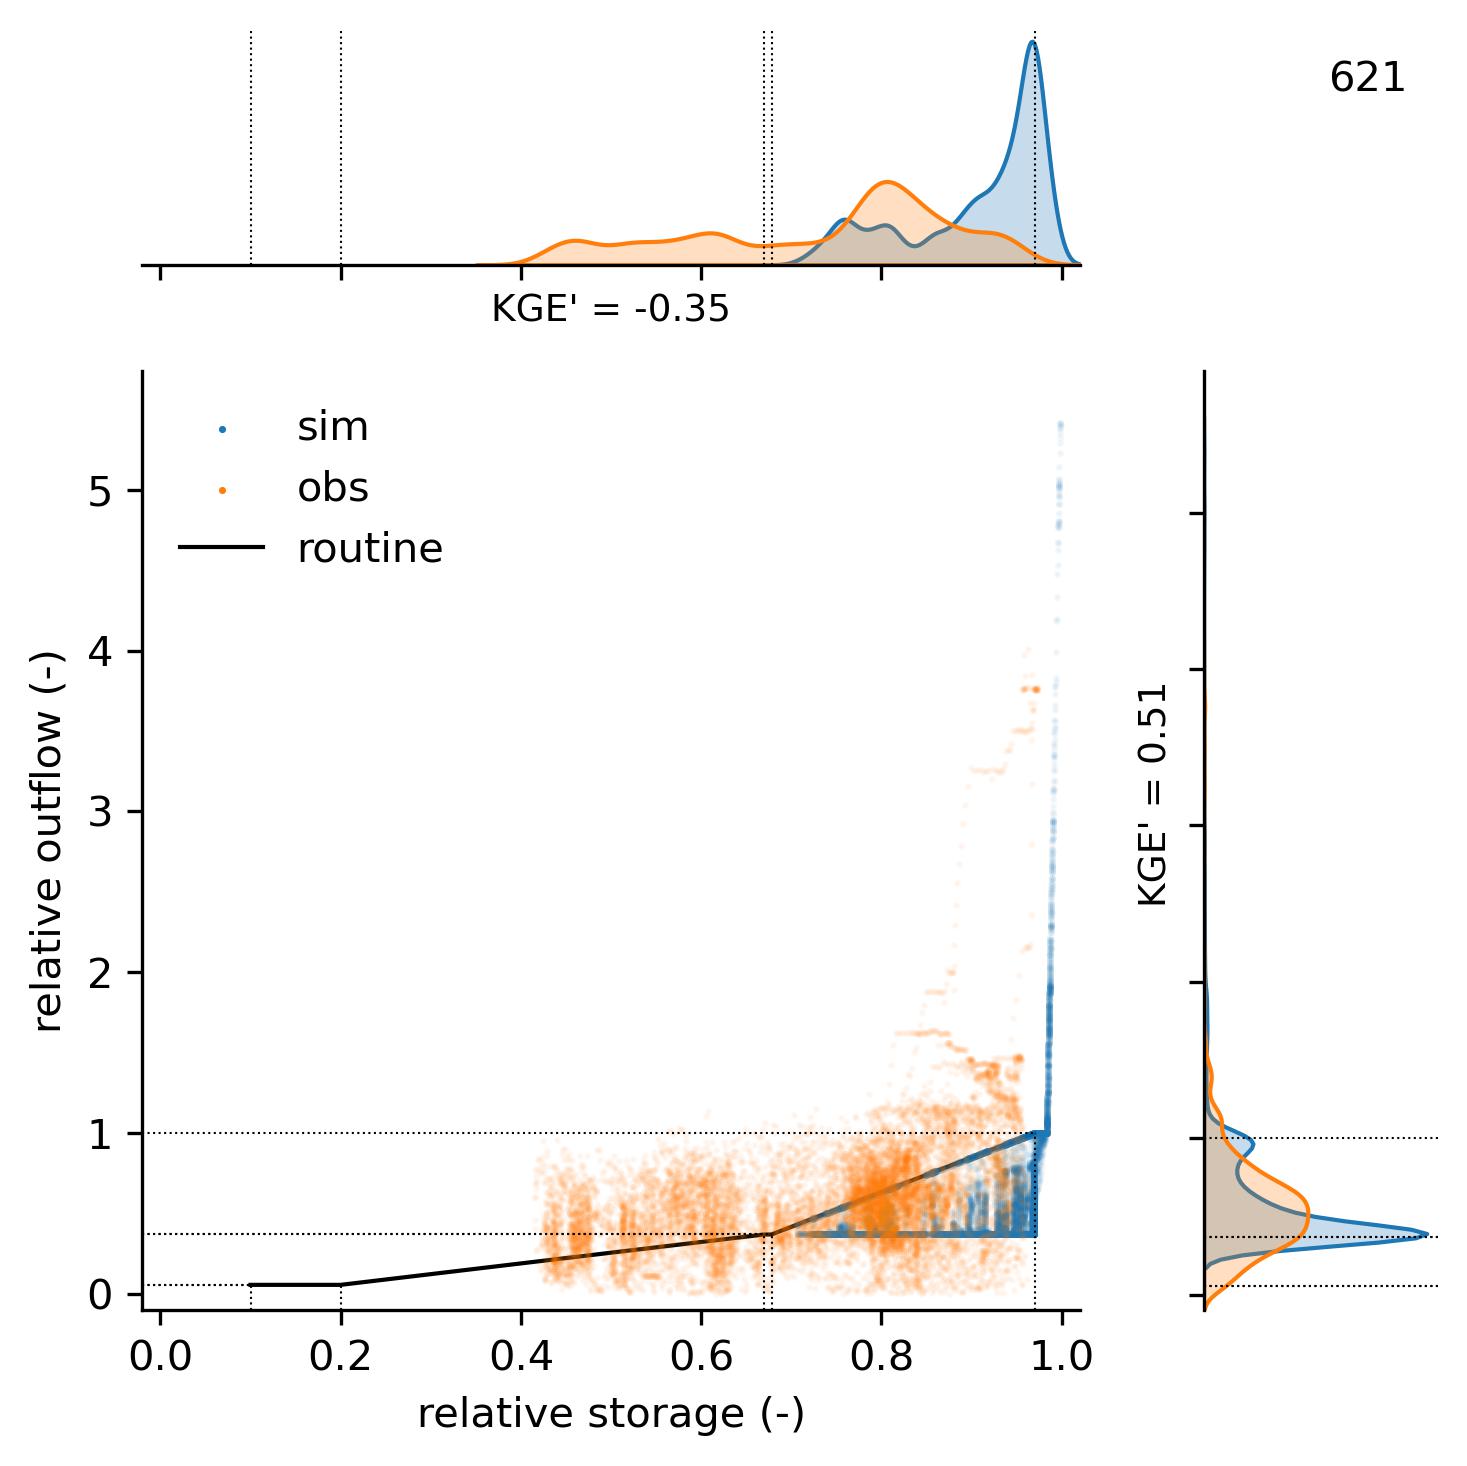 621
KGE' = -0.35
sim
obs
routine
5
4
3
2
1
0
relative outflow (-)
KGE' = 0.51
0.0 0.2 0.4 0.6 0.8 1.0
relative storage (-)